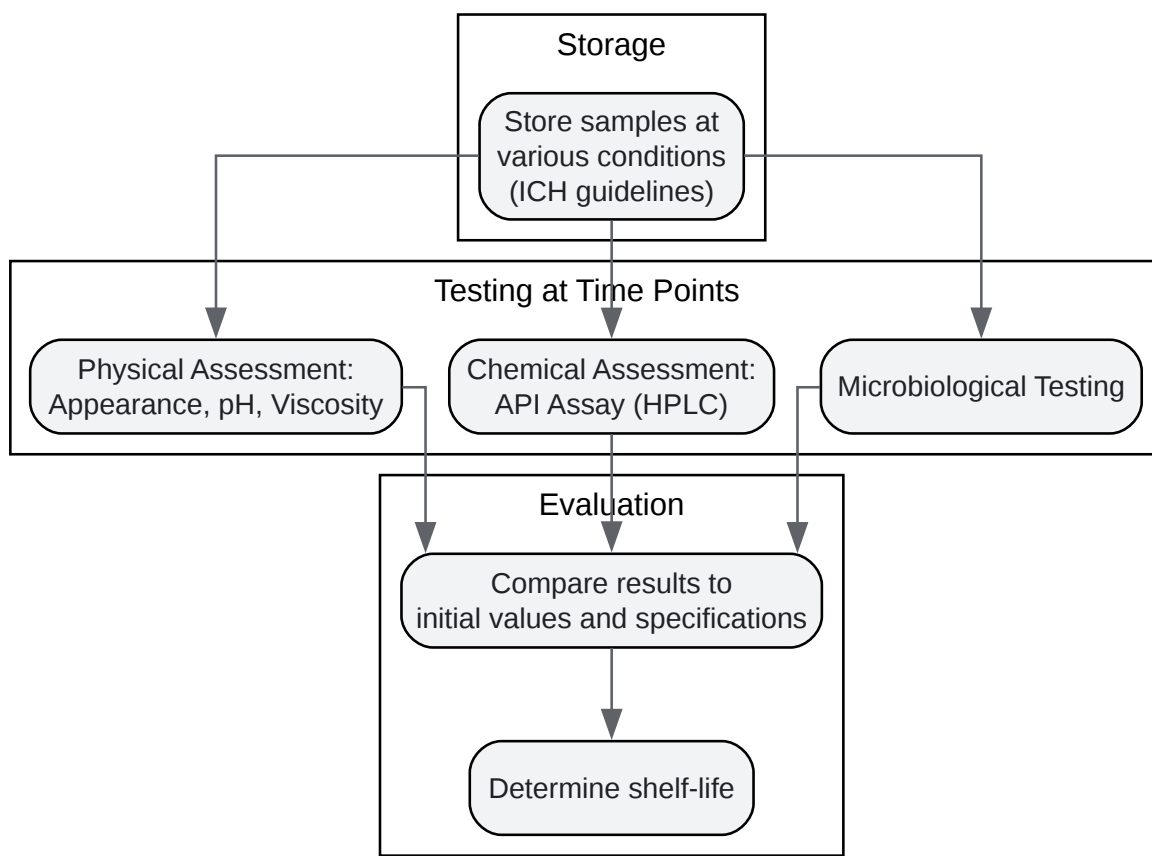 Storage
Store samples at
various conditions
(ICH guidelines)
Testing at Time Points
Physical Assessment:
Appearance, pH, Viscosity
Chemical Assessment:
API Assay (HPLC)
Microbiological Testing
Evaluation
Compare results to
initial values and specifications
Determine shelf-life